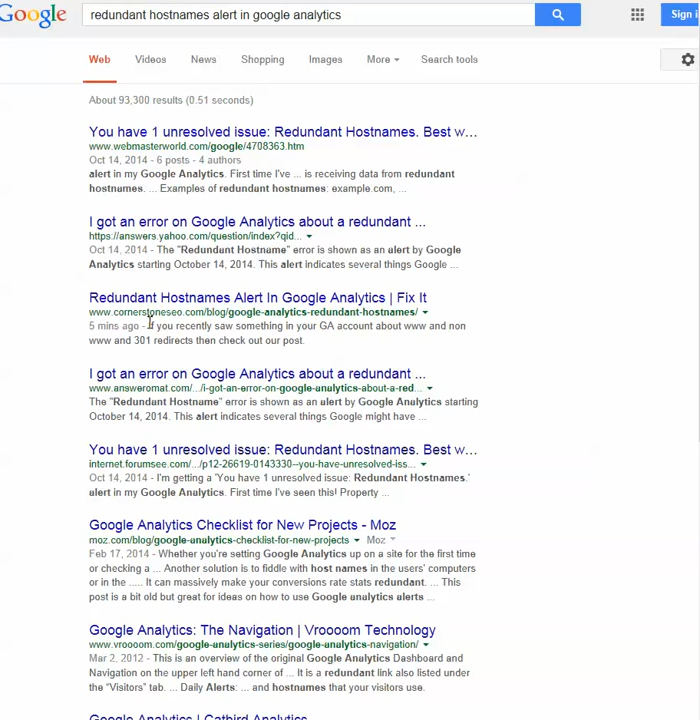 Google redundant hostnames alert in google analytics Sign i
Web Videos News Shopping Images More Search tools
About 93,300 results (0.51 seconds)
You have 1 unresolved issue: Redundant Hostnames. Best w...
www.webmasterworld.com/google/4708363.htm
Oct 14, 2014 - 6 posts - 4 authors
alert in my Google Analytics. First time I've ... is receiving data from redundant
hostnames. ... Examples of redundant hostnames: example.com, ...
I got an error on Google Analytics about a redundant ...
https://answers.yahoo.com/question/index?qid...
Oct 14, 2014 - The "Redundant Hostname" error is shown as an alert by Google
Analytics starting October 14, 2014. This alert indicates several things Google ...
Redundant Hostnames Alert In Google Analytics | Fix It
www.cornerstoneseo.com/blog/google-analytics-redundant-hostnames/
5 mins ago - If you recently saw something in your GA account about www and non
www and 301 redirects then check out our post.
I got an error on Google Analytics about a redundant ...
www.answeromat.com/.../i-got-an-error-on-google-analytics-about-a-red...
The "Redundant Hostname" error is shown as an alert by Google Analytics starting
October 14, 2014. This alert indicates several things Google might have ...
You have 1 unresolved issue: Redundant Hostnames. Best w...
internet.forumsee.com/.../p12-26619-0143330--you-have-unresolved-iss...
Oct 14, 2014 - I'm getting a 'You have 1 unresolved issue: Redundant Hostnames.'
alert in my Google Analytics. First time I've seen this! Property ...
Google Analytics Checklist for New Projects - Moz
moz.com/blog/google-analytics-checklist-for-new-projects Moz
Feb 17, 2014 - Whether you're setting Google Analytics up on a site for the first time
or checking a ... Another solution is to fiddle with host names in the users' computers
or in the ..... It can massively make your conversions rate stats redundant. ... This
post is a bit old but great for ideas on how to use Google analytics alerts ...
Google Analytics: The Navigation | Vroooom Technology
www.vroooom.com/google-analytics-series/google-analytics-navigation/
Mar 2, 2012 - This is an overview of the original Google Analytics Dashboard and
Navigation on the upper left hand corner of ... It is a redundant link also listed under
the "Visitors" tab. ... Daily Alerts: ... and hostnames that your visitors use.
Google Analytics | Catbird Analytics